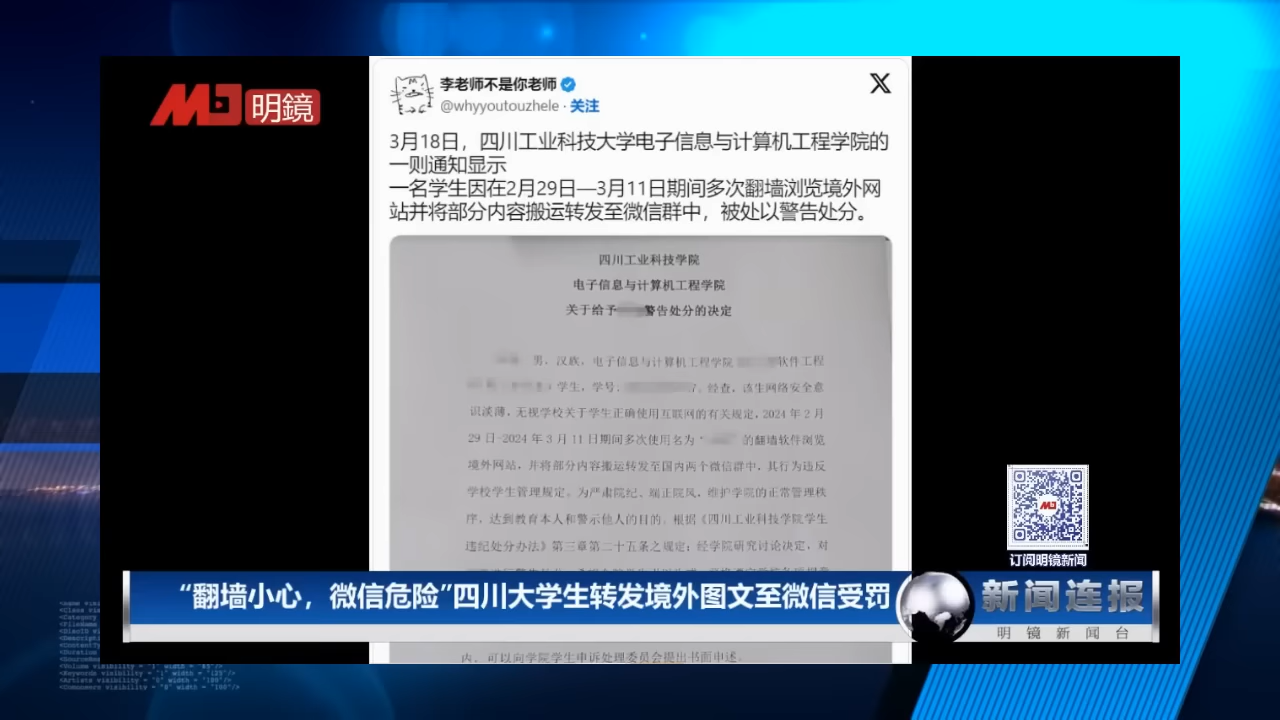 MD 明鏡
李老师不是你老师
@whyyoutouzhele · 关注
3月18日，四川工业科技大学电子信息与计算机工程学院的
一则通知显示
一名学生因在2月29日—3月11日期间多次翻墙浏览境外网
站并将部分内容搬运转发至微信群中，被处以警告处分。
四川工业科技学院
电子信息与计算机工程学院
关于给予 警告处分的决定
男，汉族，电子信息与计算机工程学院 软件工程
学生，学号： 经查，该生网络安全意
识淡薄，无视学校关于学生正确使用互联网的有关规定，2024 年 2 月
29 日-2024 年 3 月 11 日期间多次使用名为“ ”的翻墙软件浏览
境外网站，并将部分内容搬运转发至国内两个微信群中，其行为违反
学校学生管理规定。为严肃院纪、端正院风，维护学院的正常管理秩
序，达到教育本人和警示他人的目的。根据《四川工业科技学院学生
违纪处分办法》第三章第二十五条之规定；经学院研究讨论决定，对
内，可以向学院学生申诉处理委员会提出书面申述。
订阅明镜新闻
“翻墙小心，微信危险”四川大学生转发境外图文至微信受罚
新闻连报
明镜新闻台